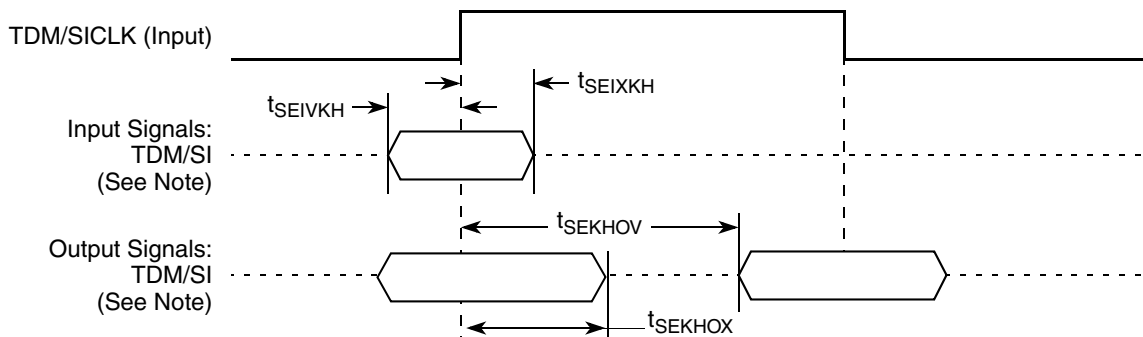 TDM/SICLK (Input)
tSEIXKH
tSEIVKH
Input Signals:
TDM/SI
(See Note)
tSEKHOV
Output Signals:
TDM/SI
(See Note)
tSEKHOX